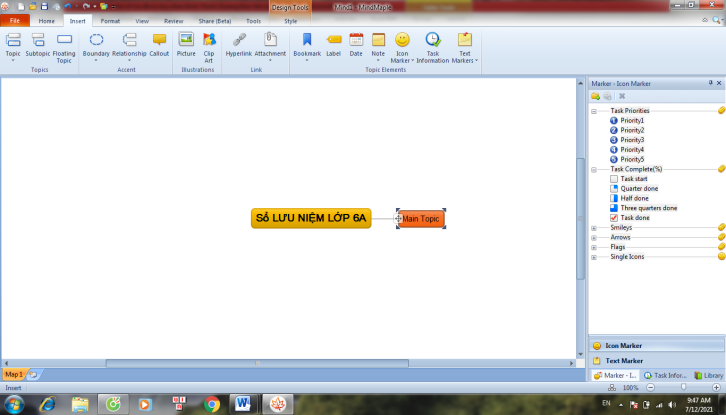 Design Tools
Mind1 - MindMaple
File Home Insert Format View Review Share (Beta) Tools Style
Topic Subtopic Floating Topic Boundary Relationship Callout Picture Clip Art Hyperlink Attachment Bookmark Label Date Note Icon Marker Task Information Text Markers
Topics Accent Illustrations Link Topic Elements
Marker - Icon Marker
Task Priorities
Priority1
Priority2
Priority3
Priority4
Priority5
Task Complete(%)
Task start
Quarter done
Half done
Three quarters done
Task done
Smileys
Arrows
Flags
Single Icons
SỔ LƯU NIỆM LỚP 6A
Main Topic
Icon Marker
Text Marker
Map 1
Marker - I... Task Infor... Library
Insert
100%
EN
9:47 AM
7/12/2021